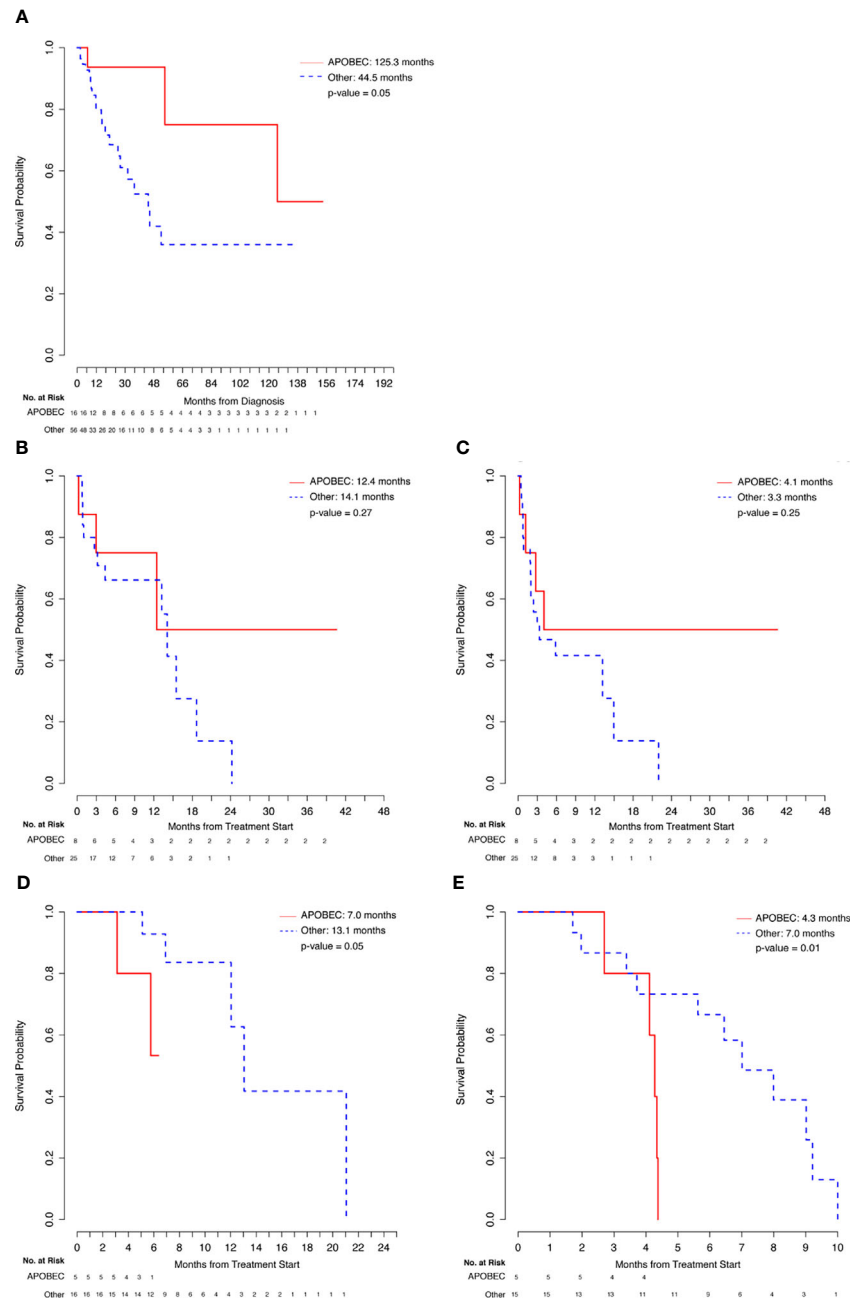 A
APOBEC: 125.3 months
Other: 44.5 months
p-value = 0.05
Survival Probability
1.0
0.8
0.6
0.4
0.2
0.0
0 12 30 48 66 84 102 120 138 156 174 192
Months from Diagnosis
No. at Risk
APOBEC 16 16 12 8 8 6 6 6 5 5 4 4 4 4 3 3 3 3 3 3 3 2 2 1 1 1
Other 56 48 33 26 20 16 11 10 8 6 5 4 4 3 3 1 1 1 1 1 1 1 1
B
APOBEC: 12.4 months
Other: 14.1 months
p-value = 0.27
Survival Probability
1.0
0.8
0.6
0.4
0.2
0.0
0 3 6 9 12 18 24 30 36 42 48
Months from Treatment Start
No. at Risk
APOBEC 8 6 5 4 3 2 2 2 2 2 2 2 2 2
Other 25 17 12 7 6 3 2 1 1
C
APOBEC: 4.1 months
Other: 3.3 months
p-value = 0.25
Survival Probability
1.0
0.8
0.6
0.4
0.2
0.0
0 3 6 9 12 18 24 30 36 42 48
Months from Treatment Start
No. at Risk
APOBEC 8 5 4 3 2 2 2 2 2 2 2 2 2 2
Other 25 12 8 3 3 1 1 1
D
APOBEC: 7.0 months
Other: 13.1 months
p-value = 0.05
Survival Probability
1.0
0.8
0.6
0.4
0.2
0.0
0 1 2 3 4 5 6 7 8 10 12 14 16 18 20 22 24
Months from Treatment Start
No. at Risk
APOBEC 5 5 5 5 4 3 1
Other 16 16 16 15 14 14 12 9 8 6 6 4 4 3 2 2 2 1 1 1 1 1
E
APOBEC: 4.3 months
Other: 7.0 months
p-value = 0.01
Survival Probability
1.0
0.8
0.6
0.4
0.2
0.0
0 1 2 3 4 5 6 7 8 9 10
Months from Treatment Start
No. at Risk
APOBEC 5 5 5 4 4
Other 15 15 13 13 11 11 9 6 4 3 1